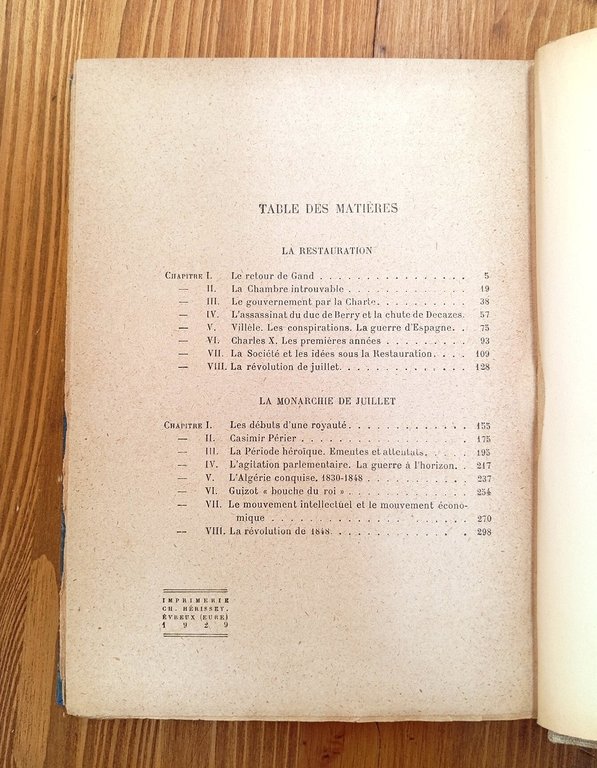 TABLE DES MATIÈRES
LA RESTAURATION
CHAPITRE I. Le retour de Gand . . . . . . . . . . . . . . . 5
— II. La Chambre introuvable . . . . . . . . . . . . 19
— III. Le gouvernement par la Charte. . . . . . . . . . 38
— IV. L'assassinat du duc de Berry et la chute de Decazes. 57
— V. Villèle. Les conspirations. La guerre d'Espagne. . . 75
— VI. Charles X. Les premières années . . . . . . . . . 93
— VII. La Société et les idées sous la Restauration. . . . . 109
— VIII. La révolution de juillet. . . . . . . . . . . . . 128
LA MONARCHIE DE JUILLET
CHAPITRE I. Les débuts d'une royauté . . . . . . . . . . . . 155
— II. Casimir Périer . . . . . . . . . . . . . . . . 175
— III. La Période héroïque. Emeutes et attentats. . . . . . 195
— IV. L'agitation parlementaire. La guerre à l'horizon. . . 217
— V. L'Algérie conquise. 1830-1848 . . . . . . . . . . 237
— VI. Guizot « bouche du roi » . . . . . . . . . . . . 254
— VII. Le mouvement intellectuel et le mouvement écono-
mique . . . . . . . . . . . . . . . . . . . 270
— VIII. La révolution de 1848. . . . . . . . . . . . . . 298
IMPRIMERIE
CH. HÉRISSEY.
ÉVREUX (EURE)
1929